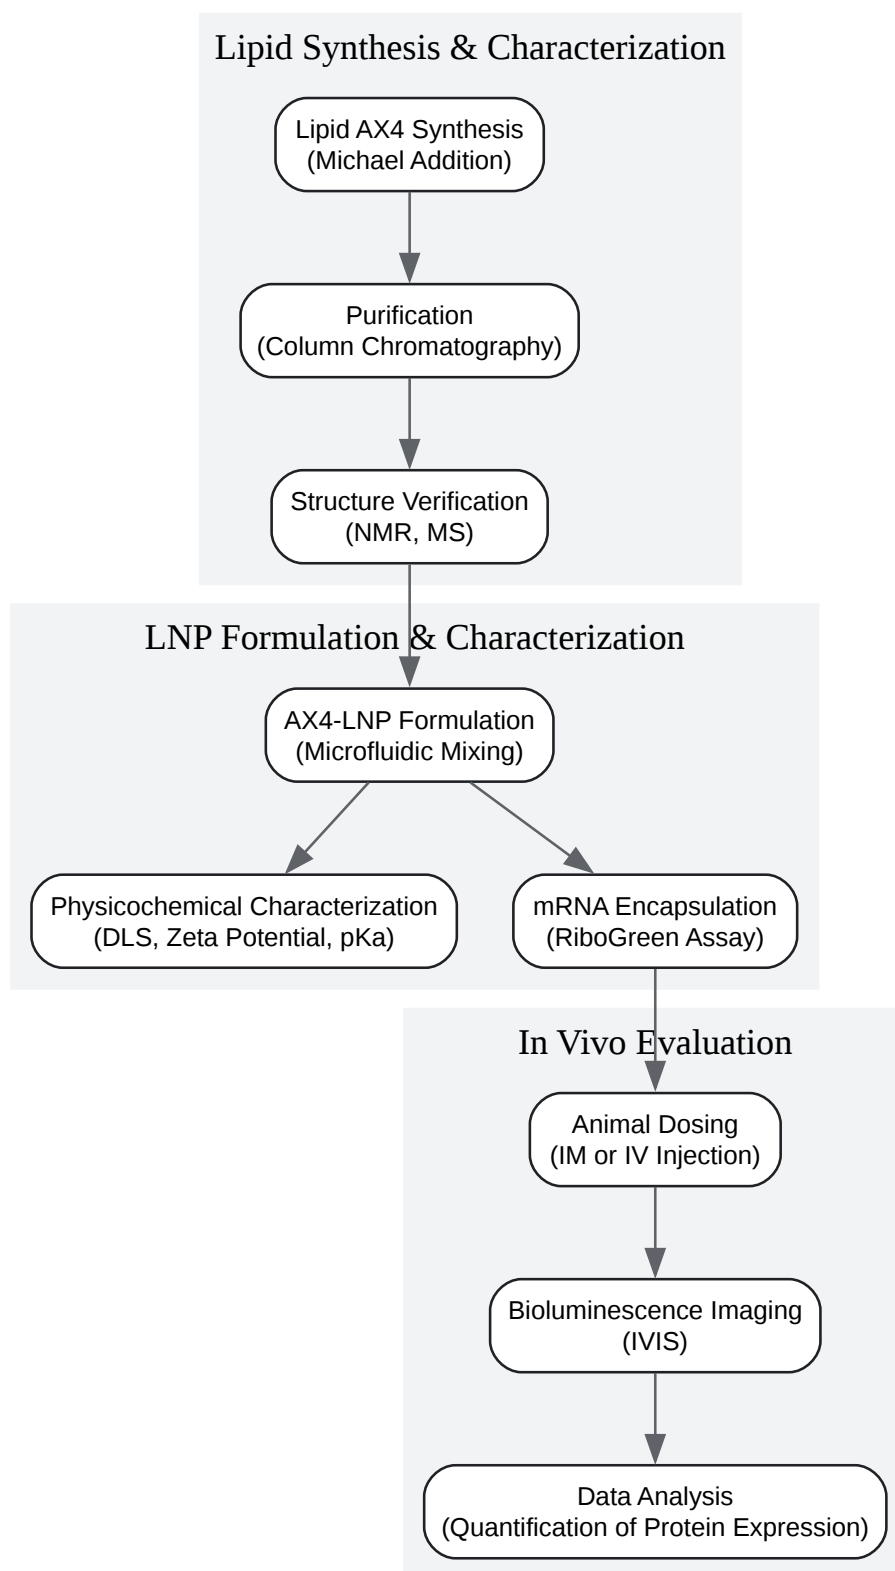 Lipid Synthesis & Characterization
Lipid AX4 Synthesis
(Michael Addition)
Purification
(Column Chromatography)
Structure Verification
(NMR, MS)
LNP Formulation & Characterization
AX4-LNP Formulation
(Microfluidic Mixing)
Physicochemical Characterization
(DLS, Zeta Potential, pKa)
mRNA Encapsulation
(RiboGreen Assay)
In Vivo Evaluation
Animal Dosing
(IM or IV Injection)
Bioluminescence Imaging
(IVIS)
Data Analysis
(Quantification of Protein Expression)